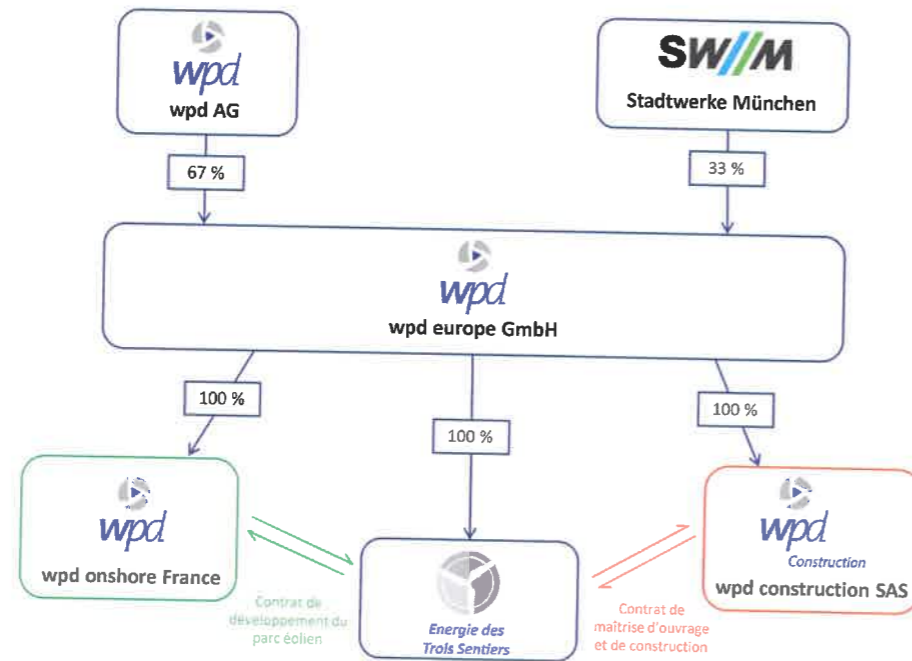 wpd
wpd AG
SW//M
Stadtwerke München
67 %
33 %
wpd
wpd europe GmbH
100 %
100 %
100 %
wpd
wpd onshore France
wpd
Construction
wpd construction SAS
Contrat de
développement du
parc éolien
Energie des
Trois Sentiers
Contrat de
maîtrise d'ouvrage
et de construction